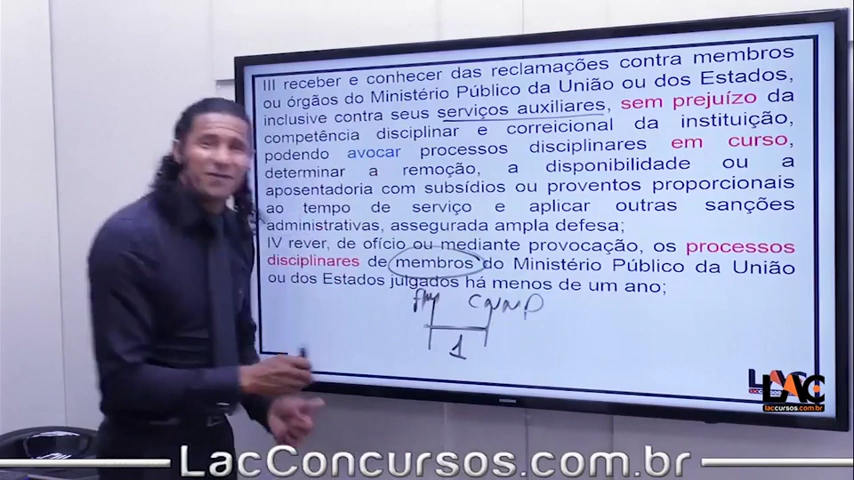 III receber e conhecer das reclamações contra membros
ou órgãos do Ministério Público da União ou dos Estados,
inclusive contra seus serviços auxiliares, sem prejuízo da
competência disciplinar e correicional da instituição,
podendo avocar processos disciplinares em curso,
determinar a remoção, a disponibilidade ou a
aposentadoria com subsídios ou proventos proporcionais
ao tempo de serviço e aplicar outras sanções
administrativas, assegurada ampla defesa;
IV rever, de ofício ou mediante provocação, os processos
disciplinares de membros do Ministério Público da União
ou dos Estados julgados há menos de um ano;
CNMP
1
LAC
lacconcursos.com.br
LacConcursos.com.br